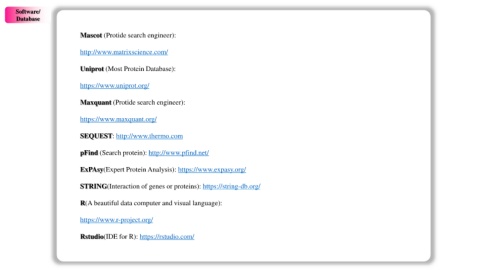 Software/
Database
Mascot (Protide search engineer):
http://www.matrixscience.com/
Uniprot (Most Protein Database):
https://www.uniprot.org/
Maxquant (Protide search engineer):
https://www.maxquant.org/
SEQUEST: http://www.thermo.com
pFind (Search protein): http://www.pfind.net/
ExPAsy(Expert Protein Analysis): https://www.expasy.org/
STRING(Interaction of genes or proteins): https://string-db.org/
R(A beautiful data computer and visual language):
https://www.r-project.org/
Rstudio(IDE for R): https://rstudio.com/